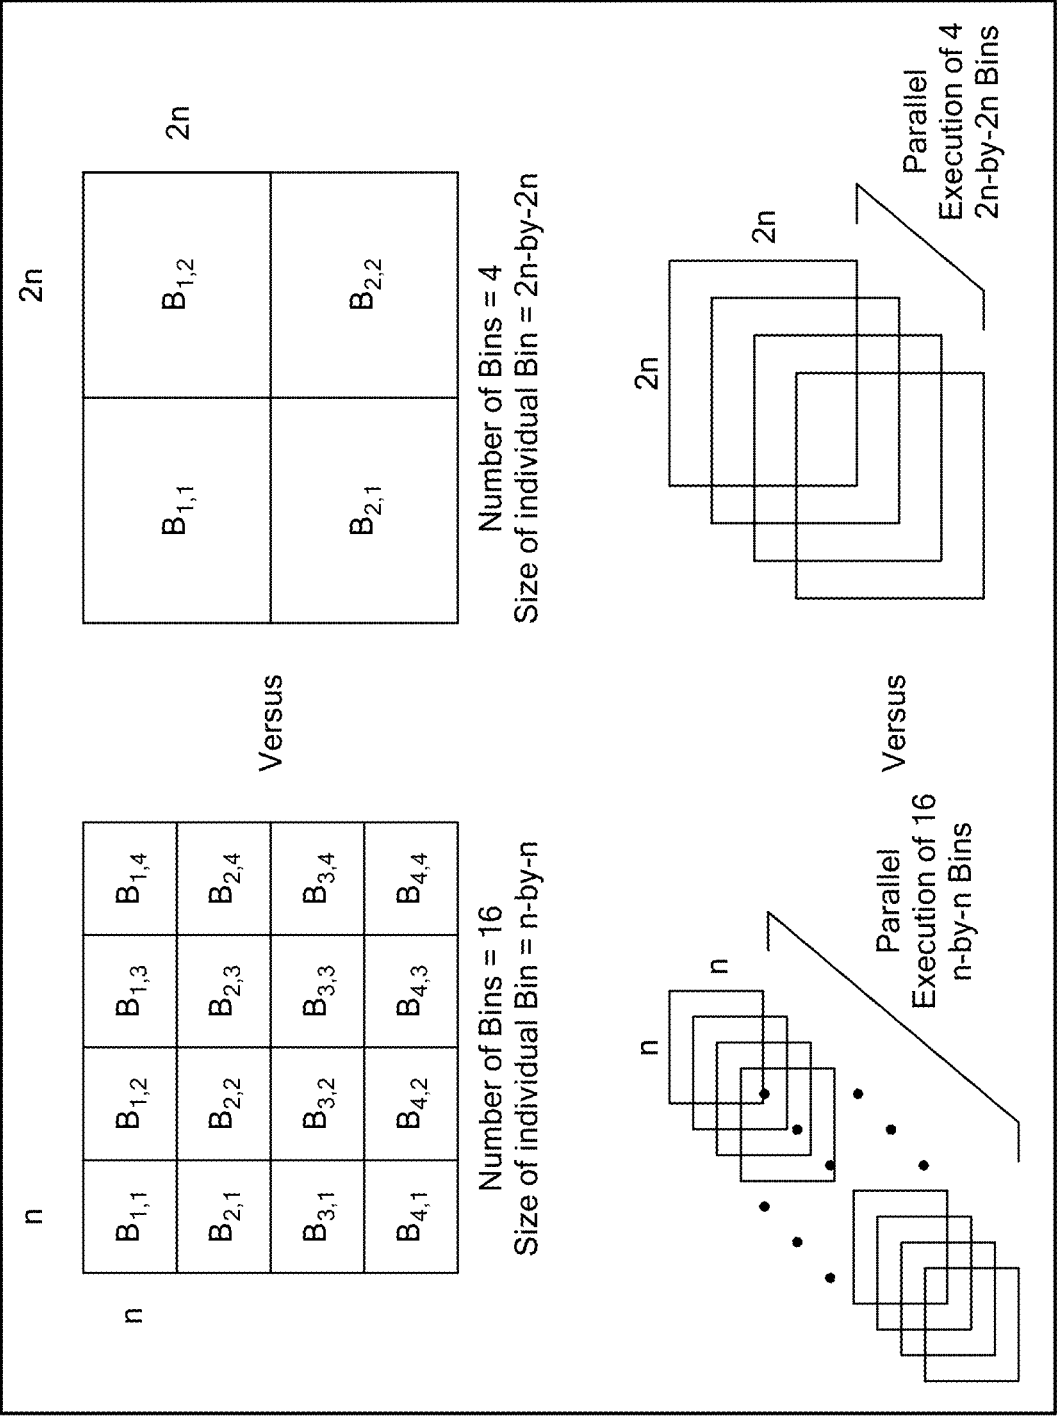 n
n
B1,1 B1,2 B1,3 B1,4
B2,1 B2,2 B2,3 B2,4
B3,1 B3,2 B3,3 B3,4
B4,1 B4,2 B4,3 B4,4
Number of Bins = 16
Size of individual Bin = n-by-n
Versus
2n
2n
B1,1 B1,2
B2,1 B2,2
Number of Bins = 4
Size of individual Bin = 2n-by-2n
n
n
Parallel
Execution of 16
n-by-n Bins
Versus
2n
2n
Parallel
Execution of 4
2n-by-2n Bins